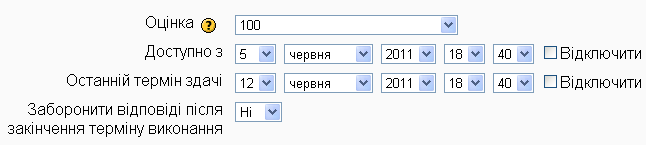 Оцінка ? 100
Доступно з 5 червня 2011 18 40 Відключити
Останній термін здачі 12 червня 2011 18 40 Відключити
Заборонити відповіді після
закінчення терміну виконання Ні